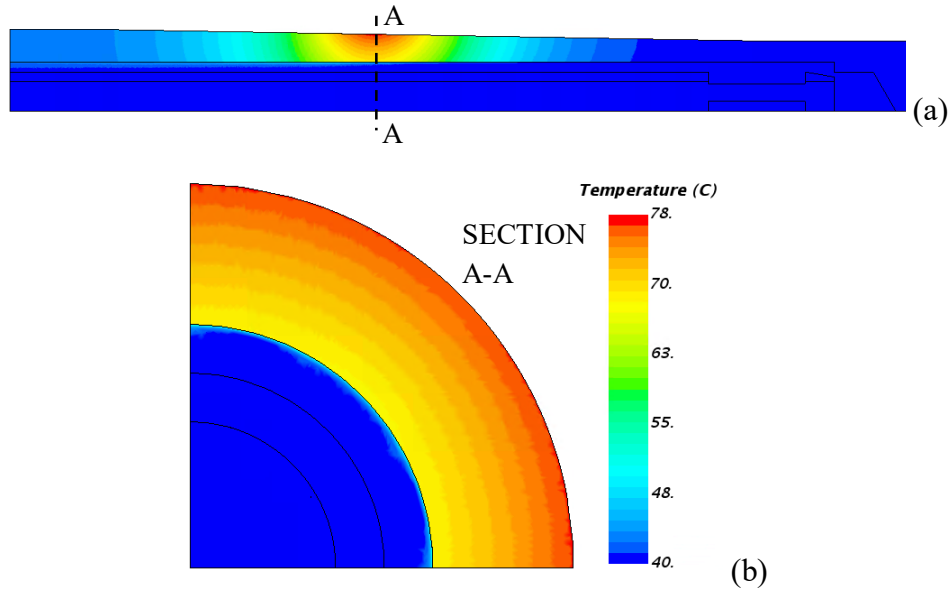 A
A
(a)
Temperature (C)
78.
SECTION
A-A
70.
63.
55.
48.
40.
(b)